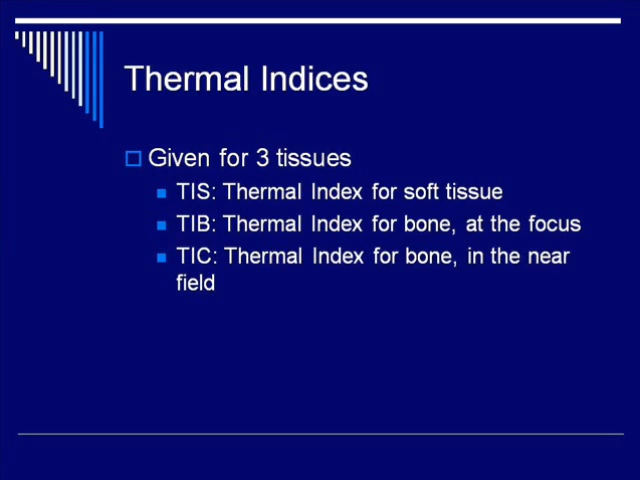 Thermal Indices
Given for 3 tissues
TIS: Thermal Index for soft tissue
TIB: Thermal Index for bone, at the focus
TIC: Thermal Index for bone, in the near
field